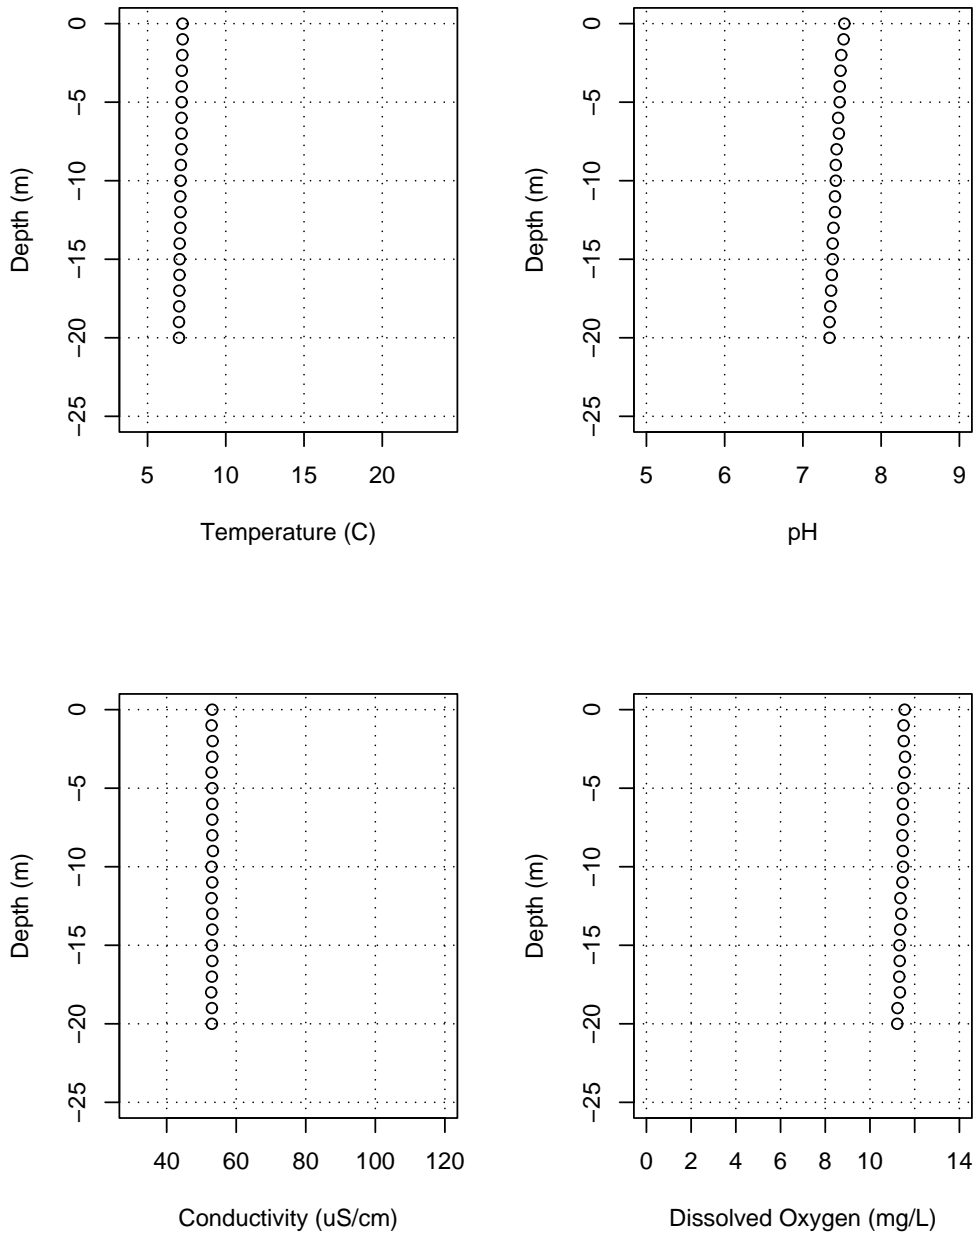 0
−5
−10
−15
−20
−25
Depth (m)
5 10 15 20
Temperature (C)
0
−5
−10
−15
−20
−25
Depth (m)
5 6 7 8 9
pH
0
−5
−10
−15
−20
−25
Depth (m)
40 60 80 100 120
Conductivity (uS/cm)
0
−5
−10
−15
−20
−25
Depth (m)
0 2 4 6 8 10 14
Dissolved Oxygen (mg/L)